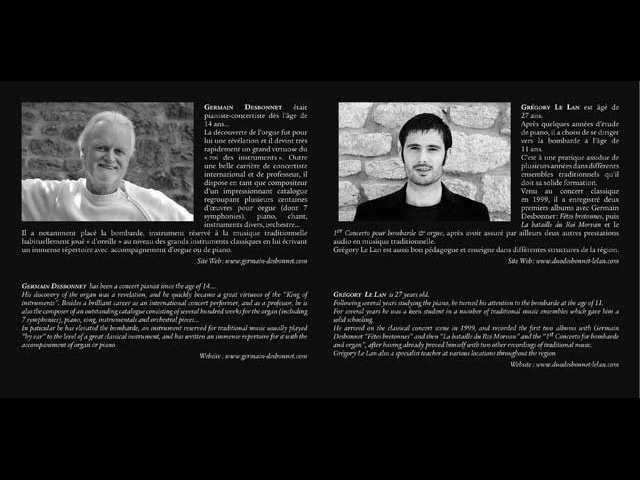 GERMAIN DESBONNET était
pianiste-concertiste dès l'âge de
14 ans...
La découverte de l'orgue fut pour
lui une révelation et il devint très
rapidement un grand virtuose du
« roi des instruments ». Outre
une belle carrière de concertiste
international et de professeur, il
dispose en tant que compositeur
d'un impressionnant catalogue
regroupant plusieurs centaines
d'œuvres pour orgue (dont 7
symphonies), piano, chant,
instruments divers, orchestre...
Il a notamment placé la bombarde, instrument réservé à la musique traditionnelle
habituellement joué « d'oreille » au niveau des grands instruments classiques en lui écrivant
un immense répertoire avec accompagnement d'orgue ou de piano.
Site Web : www.germain-desbonnet.com
GERMAIN DESBONNET has been a concert pianist since the age of 14....
His discovery of the organ was a revelation, and he quickly became a great virtuoso of the "King of
instruments". Besides a brilliant career as an international concert performer, and as a professor, he is
also the composer of an outstanding catalogue consisting of several hundred works for the organ (including
7 symphonies), piano, song, instrumentals and orchestral pieces...
In paticular he has elevated the bombarde, an instrument reserved for traditional music usually played
"by ear" to the level of a great classical instrument, and has written an immense repertoire for it with the
accompaniment of organ or piano.
Website : www.germain-desbonnet.com
GRÉGORY LE LAN est âgé de
27 ans.
Après quelques années d'étude
de piano, il a choisi de se diriger
vers la bombarde à l'âge de
11 ans.
C'est à une pratique assidue de
plusieurs années dans différents
ensembles traditionnels qu'il
doit sa solide formation.
Venu au concert classique
en 1999, il a enregistré deux
premiers albums avec Germain
Desbonnet: Fêtes bretonnes, puis
La bataille du Roi Morvan et le
1er Concerto pour bombarde & orgue, après avoir assuré par ailleurs deux autres prestations
audio en musique traditionnelle.
Grégory Le Lan est aussi bon pédagogue et enseigne dans différentes structures de la région.
Site Web : www.duodesbonnet-lelan.com
GRÉGORY LE LAN is 27 years old.
Following several years studying the piano, he turned his attention to the bombarde at the age of 11.
For several years he was a keen student in a number of traditional music ensembles which gave him a
solid schooling.
He arrived on the classical concert scene in 1999, and recorded the first two albums with Germain
Desbonnet "Fêtes bretonnes" and then "La bataille du Roi Morvan" and the "1st Concerto for bombarde
and organ", after having already proved himself with two other recordings of traditional music.
Grégory Le Lan also a specialist teacher at various locations throughout the region.
Website : www.duodesbonnet-lelan.com